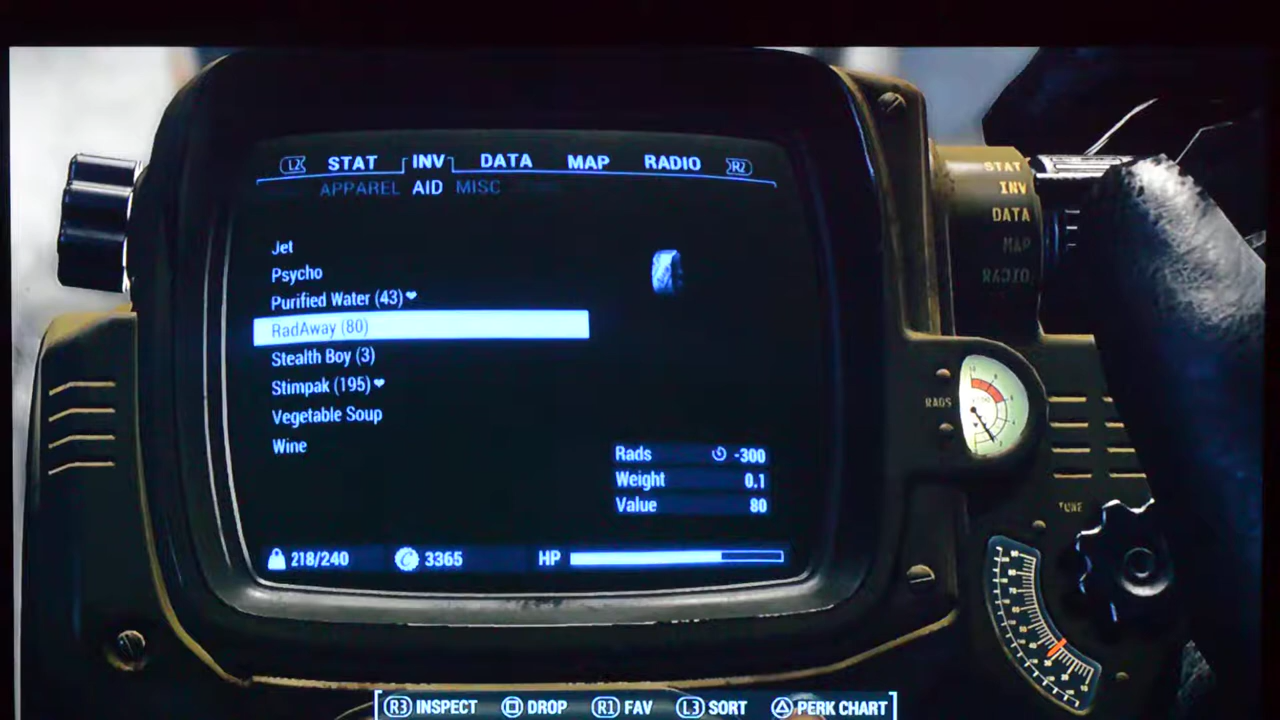 L2 STAT INV DATA MAP RADIO R2
APPAREL AID MISC
Jet
Psycho
Purified Water (43)
RadAway (80)
Stealth Boy (3)
Stimpak (195)
Vegetable Soup
Wine
Rads -300
Weight 0.1
Value 80
218/240 3365 HP
STAT
INV
DATA
MAP
RADIO
RADS
TUNE
R3 INSPECT DROP R1 FAV L3 SORT PERK CHART